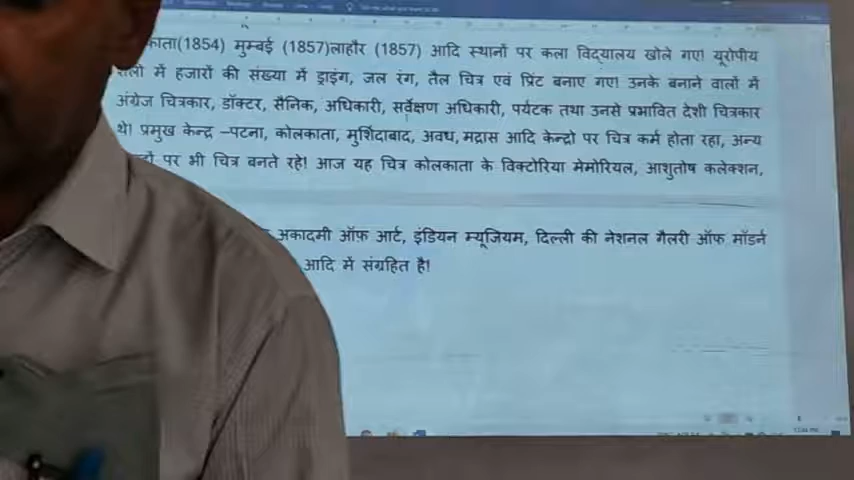 काता(1854) मुम्बई (1857)लाहौर (1857) आदि स्थानों पर कला विद्यालय खोले गए! यूरोपीय
में हजारों की संख्या में ड्राइंग, जल रंग, तैल चित्र एवं प्रिंट बनाए गए! उनके बनाने वालों में
अंग्रेज चित्रकार, डॉक्टर, सैनिक, अधिकारी, सर्वेक्षण अधिकारी, पर्यटक तथा उनसे प्रभावित देशी चित्रकार
थे! प्रमुख केन्द्र –पटना, कोलकाता, मुर्शिदाबाद, अवध, मद्रास आदि केन्द्रो पर चित्र कर्म होता रहा, अन्य
पर भी चित्र बनते रहे! आज यह चित्र कोलकाता के विक्टोरिया मेमोरियल, आशुतोष कलेक्शन,
अकादमी ऑफ़ आर्ट, इंडियन म्यूजियम, दिल्ली की नेशनल गैलरी ऑफ मॉडर्न
आदि में संग्रहित है!